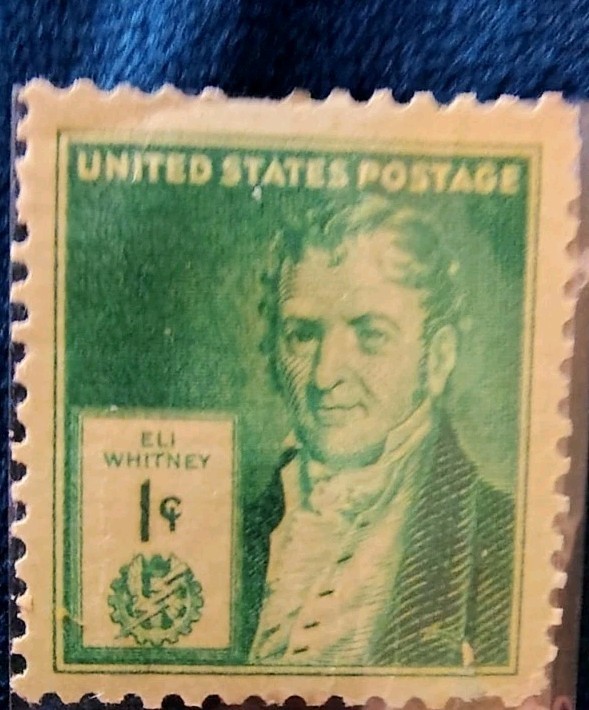 UNITED STATES POSTAGE
ELI
WHITNEY
1¢